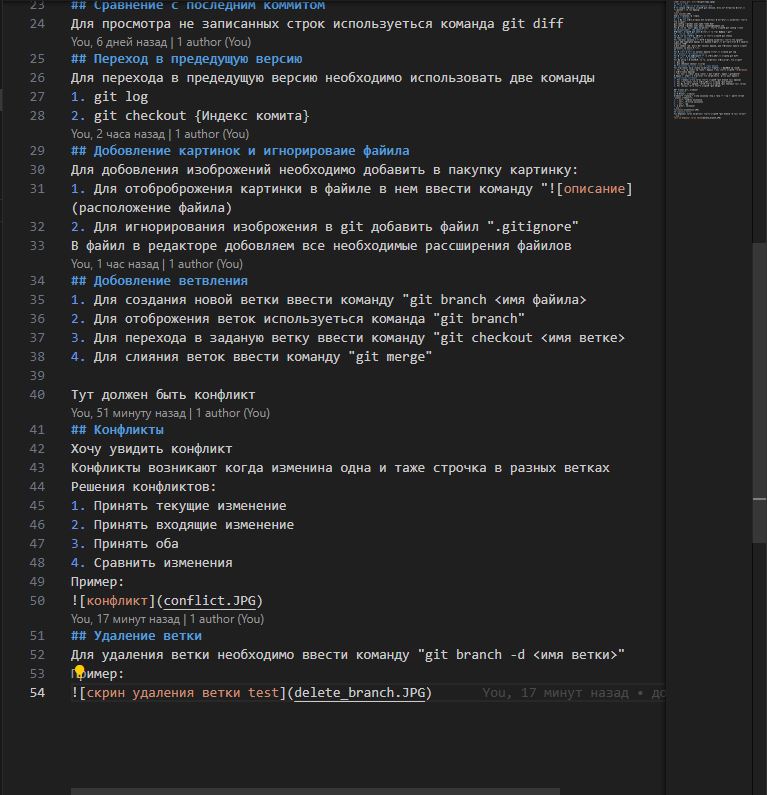 23 ## Сравнение с последним коммитом
24 Для просмотра не записанных строк используеться команда git diff
You, 6 дней назад | 1 author (You)
25 ## Переход в предедущую версию
26 Для перехода в предедущую версию необходимо использовать две команды
27 1. git log
28 2. git checkout {Индекс комита}
You, 2 часа назад | 1 author (You)
29 ## Добавление картинок и игнорироваие файила
30 Для добовления изоброжений необходимо добавить в пакупку картинку:
31 1. Для отоброброжения картинки в файиле в нем ввести команду "![описание]
(расположение файила)
32 2. Для игнорирования изоброжения в git добавить файил ".gitignore"
33 В файил в редакторе добовляем все необходимые рассширения файилов
You, 1 час назад | 1 author (You)
34 ## Добовление ветвления
35 1. Для создания новой ветки ввести команду "git branch <имя файила>
36 2. Для отоброжения веток используеться команда "git branch"
37 3. Для перехода в заданую ветку ввести команду "git checkout <имя ветке>
38 4. Для слияния веток ввести команду "git merge"
39
40 Тут должен быть конфликт
You, 51 минуту назад | 1 author (You)
41 ## Конфликты
42 Хочу увидить конфликт
43 Конфликты возникают когда изменина одна и таже строчка в разных ветках
44 Решения конфликтов:
45 1. Принять текущие изменение
46 2. Принять входящие изменение
47 3. Принять оба
48 4. Сравнить изменения
49 Пример:
50 ![конфликт](conflict.JPG)
You, 17 минут назад | 1 author (You)
51 ## Удаление ветки
52 Для удаления ветки необходимо ввести команду "git branch -d <имя ветки>"
53 Пример:
54 ![скрин удаления ветки test](delete_branch.JPG) You, 17 минут назад • до